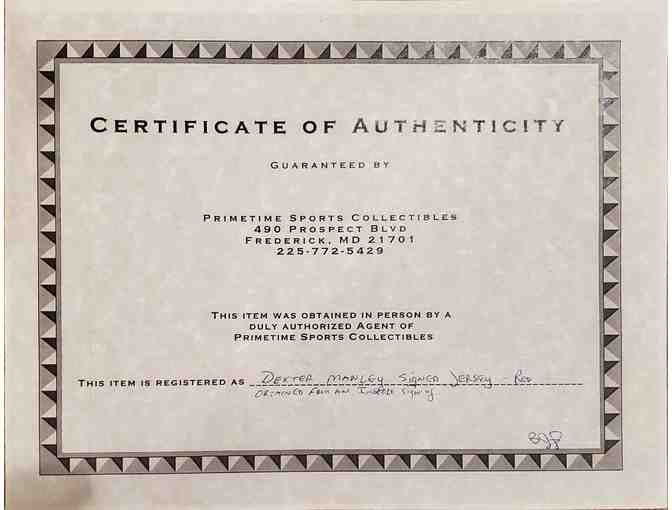 CERTIFICATE OF AUTHENTICITY
GUARANTEED BY
PRIMETIME SPORTS COLLECTIBLES
490 PROSPECT BLVD
FREDERICK, MD 21701
225-772-5429
THIS ITEM WAS OBTAINED IN PERSON BY A
DULY AUTHORIZED AGENT OF
PRIMETIME SPORTS COLLECTIBLES
THIS ITEM IS REGISTERED AS DEXTER MANLEY SIGNED JERSEY - RED
OBTAINED FROM AN